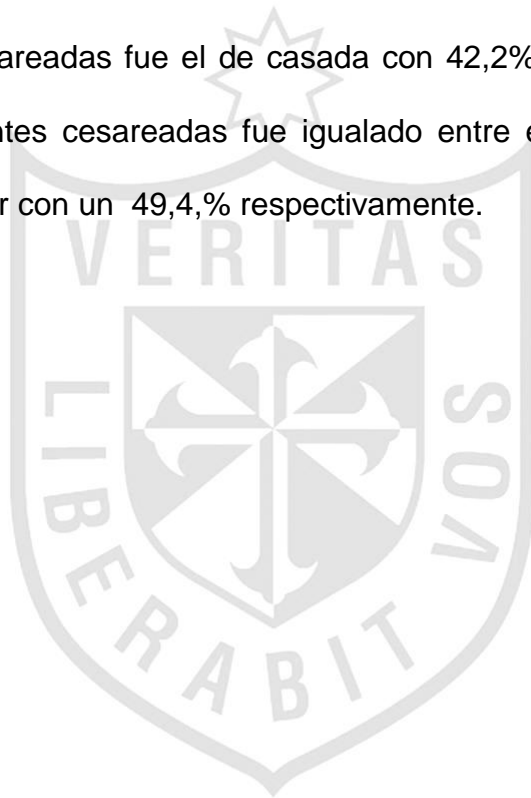 areadas fue el de casada con 42,2%
ntes cesareadas fue igualado entre e
r con un 49,4,% respectivamente.
VERITAS
LIBERABIT VOS